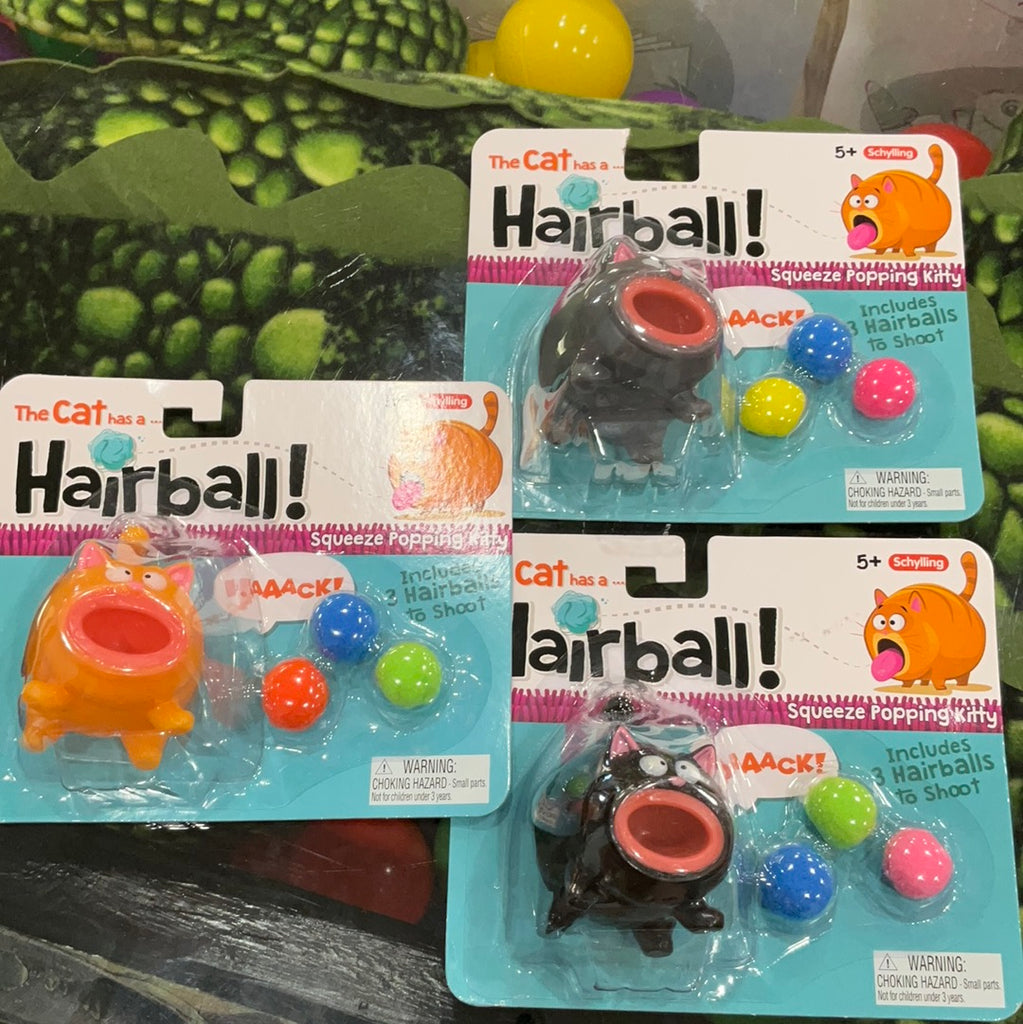 The cat has a ...
5+ Schylling
Hairball!
Squeeze Popping Kitty
AACK!
Includes
3 Hairballs
to Shoot
WARNING:
CHOKING HAZARD - Small parts.
Not for children under 3 years.
The cat has a ...
Schylling
Hairball!
Squeeze Popping Kitty
HAAACK!
Includes
3 Hairballs
to Shoot
WARNING:
CHOKING HAZARD - Small parts.
Not for children under 3 years.
cat has a ...
5+ Schylling
Hairball!
Squeeze Popping Kitty
AAACK!
Includes
3 Hairballs
to Shoot
WARNING:
CHOKING HAZARD - Small parts.
Not for children under 3 years.